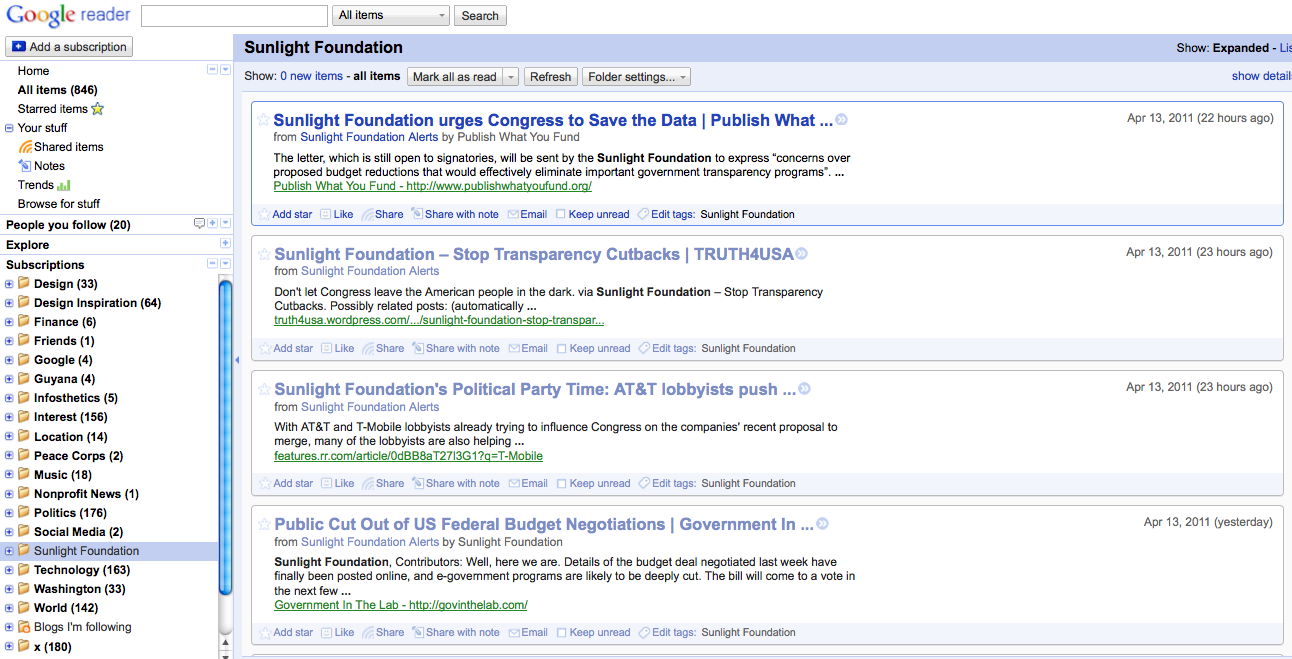 Google reader
All items
Search
Add a subscription
Home
All items (846)
Starred items
Your stuff
Shared items
Notes
Trends
Browse for stuff
People you follow (20)
Explore
Subscriptions
Design (33)
Design Inspiration (64)
Finance (6)
Friends (1)
Google (4)
Guyana (4)
Infosthetics (5)
Interest (156)
Location (14)
Peace Corps (2)
Music (18)
Nonprofit News (1)
Politics (176)
Social Media (2)
Sunlight Foundation
Technology (163)
Washington (33)
World (142)
Blogs I'm following
x (180)
Sunlight Foundation
Show: Expanded - Lis
Show: 0 new items - all items Mark all as read Refresh Folder settings...
show detail
Sunlight Foundation urges Congress to Save the Data | Publish What ...
Apr 13, 2011 (22 hours ago)
from Sunlight Foundation Alerts by Publish What You Fund
The letter, which is still open to signatories, will be sent by the Sunlight Foundation to express “concerns over
proposed budget reductions that would effectively eliminate important government transparency programs”. ...
Publish What You Fund - http://www.publishwhatyoufund.org/
Add star Like Share Share with note Email Keep unread Edit tags: Sunlight Foundation
Sunlight Foundation – Stop Transparency Cutbacks | TRUTH4USA
Apr 13, 2011 (23 hours ago)
from Sunlight Foundation Alerts
Don't let Congress leave the American people in the dark. via Sunlight Foundation – Stop Transparency
Cutbacks. Possibly related posts: (automatically ...
truth4usa.wordpress.com/.../sunlight-foundation-stop-transpar...
Add star Like Share Share with note Email Keep unread Edit tags: Sunlight Foundation
Sunlight Foundation's Political Party Time: AT&T lobbyists push ...
Apr 13, 2011 (23 hours ago)
from Sunlight Foundation Alerts
With AT&T and T-Mobile lobbyists already trying to influence Congress on the companies' recent proposal to
merge, many of the lobbyists are also helping ...
features.rr.com/article/0dBB8aT27l3G1?q=T-Mobile
Add star Like Share Share with note Email Keep unread Edit tags: Sunlight Foundation
Public Cut Out of US Federal Budget Negotiations | Government In ...
Apr 13, 2011 (yesterday)
from Sunlight Foundation Alerts by Sunlight Foundation
Sunlight Foundation, Contributors: Well, here we are. Details of the budget deal negotiated last week have
finally been posted online, and e-government programs are likely to be deeply cut. The bill will come to a vote in
the next few ...
Government In The Lab - http://govinthelab.com/
Add star Like Share Share with note Email Keep unread Edit tags: Sunlight Foundation